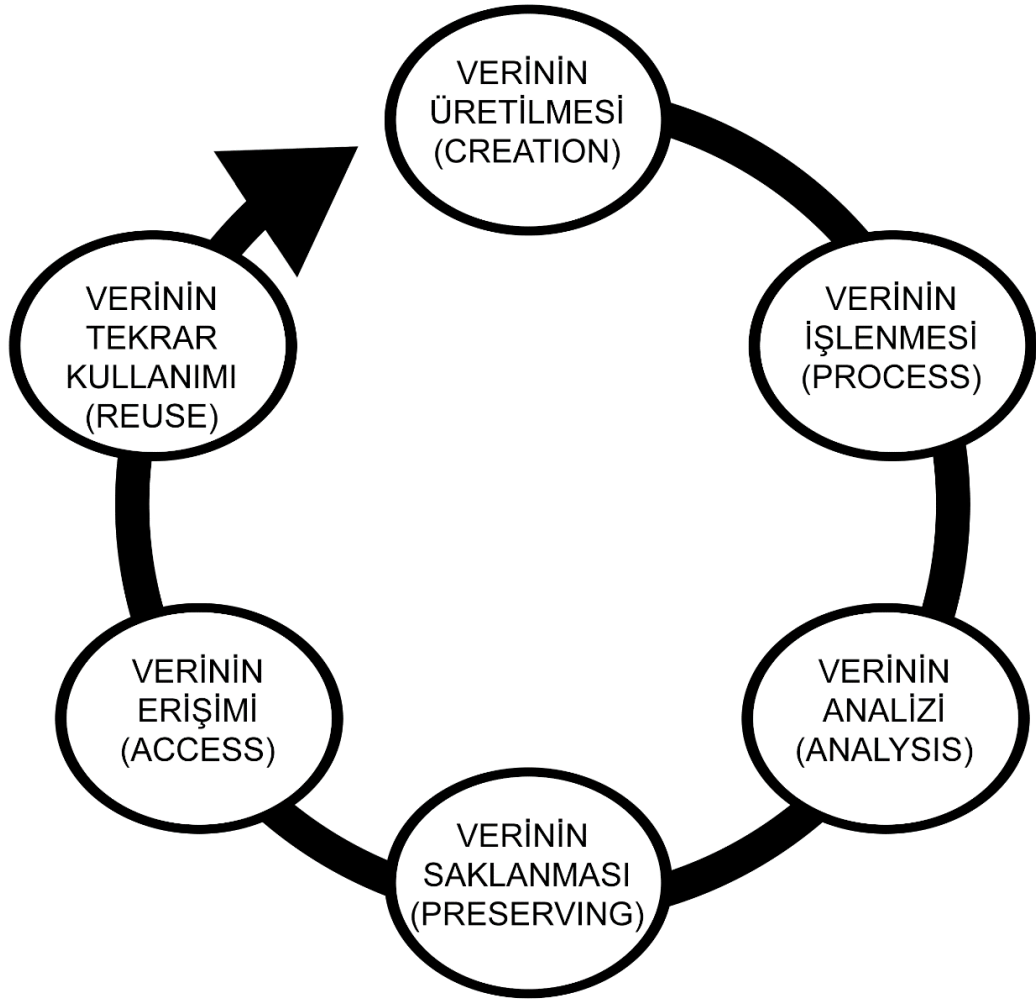 VERİNİN
ÜRETİLMESİ
(CREATION)
VERİNİN
İŞLENMESİ
(PROCESS)
VERİNİN
ANALİZİ
(ANALYSIS)
VERİNİN
SAKLANMASI
(PRESERVING)
VERİNİN
ERİŞİMİ
(ACCESS)
VERİNİN
TEKRAR
KULLANIMI
(REUSE)